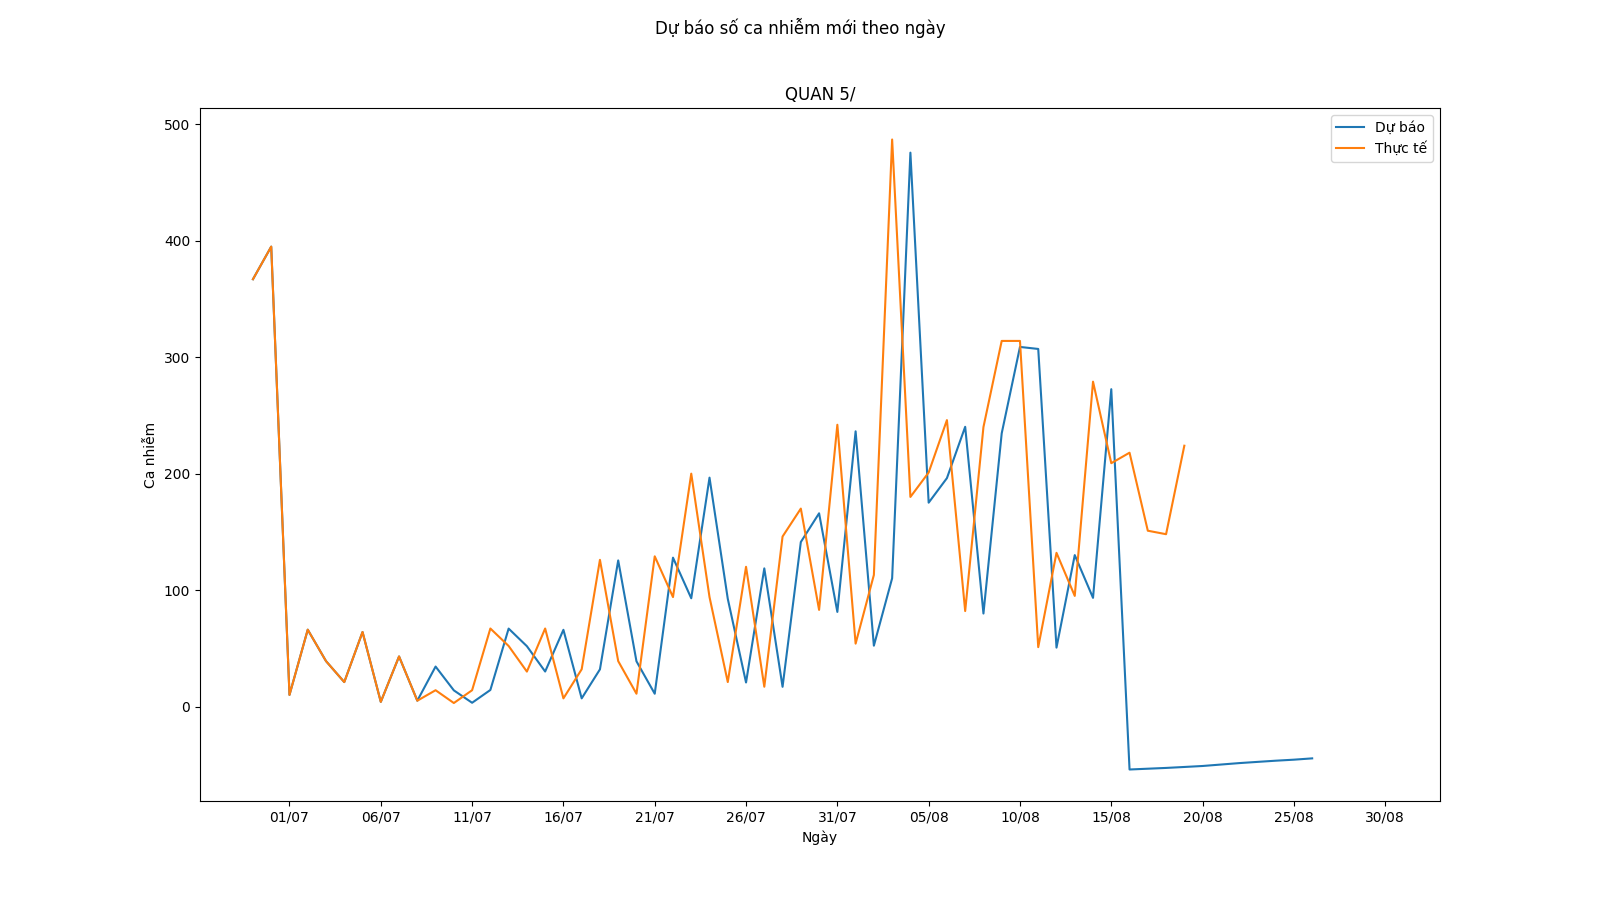 Dự báo số ca nhiễm mới theo ngày
QUAN 5/
Dự báo
Thực tế
500
400
300
200
100
0
Ca nhiễm
01/07 06/07 11/07 16/07 21/07 26/07 31/07 05/08 10/08 15/08 20/08 25/08 30/08
Ngày